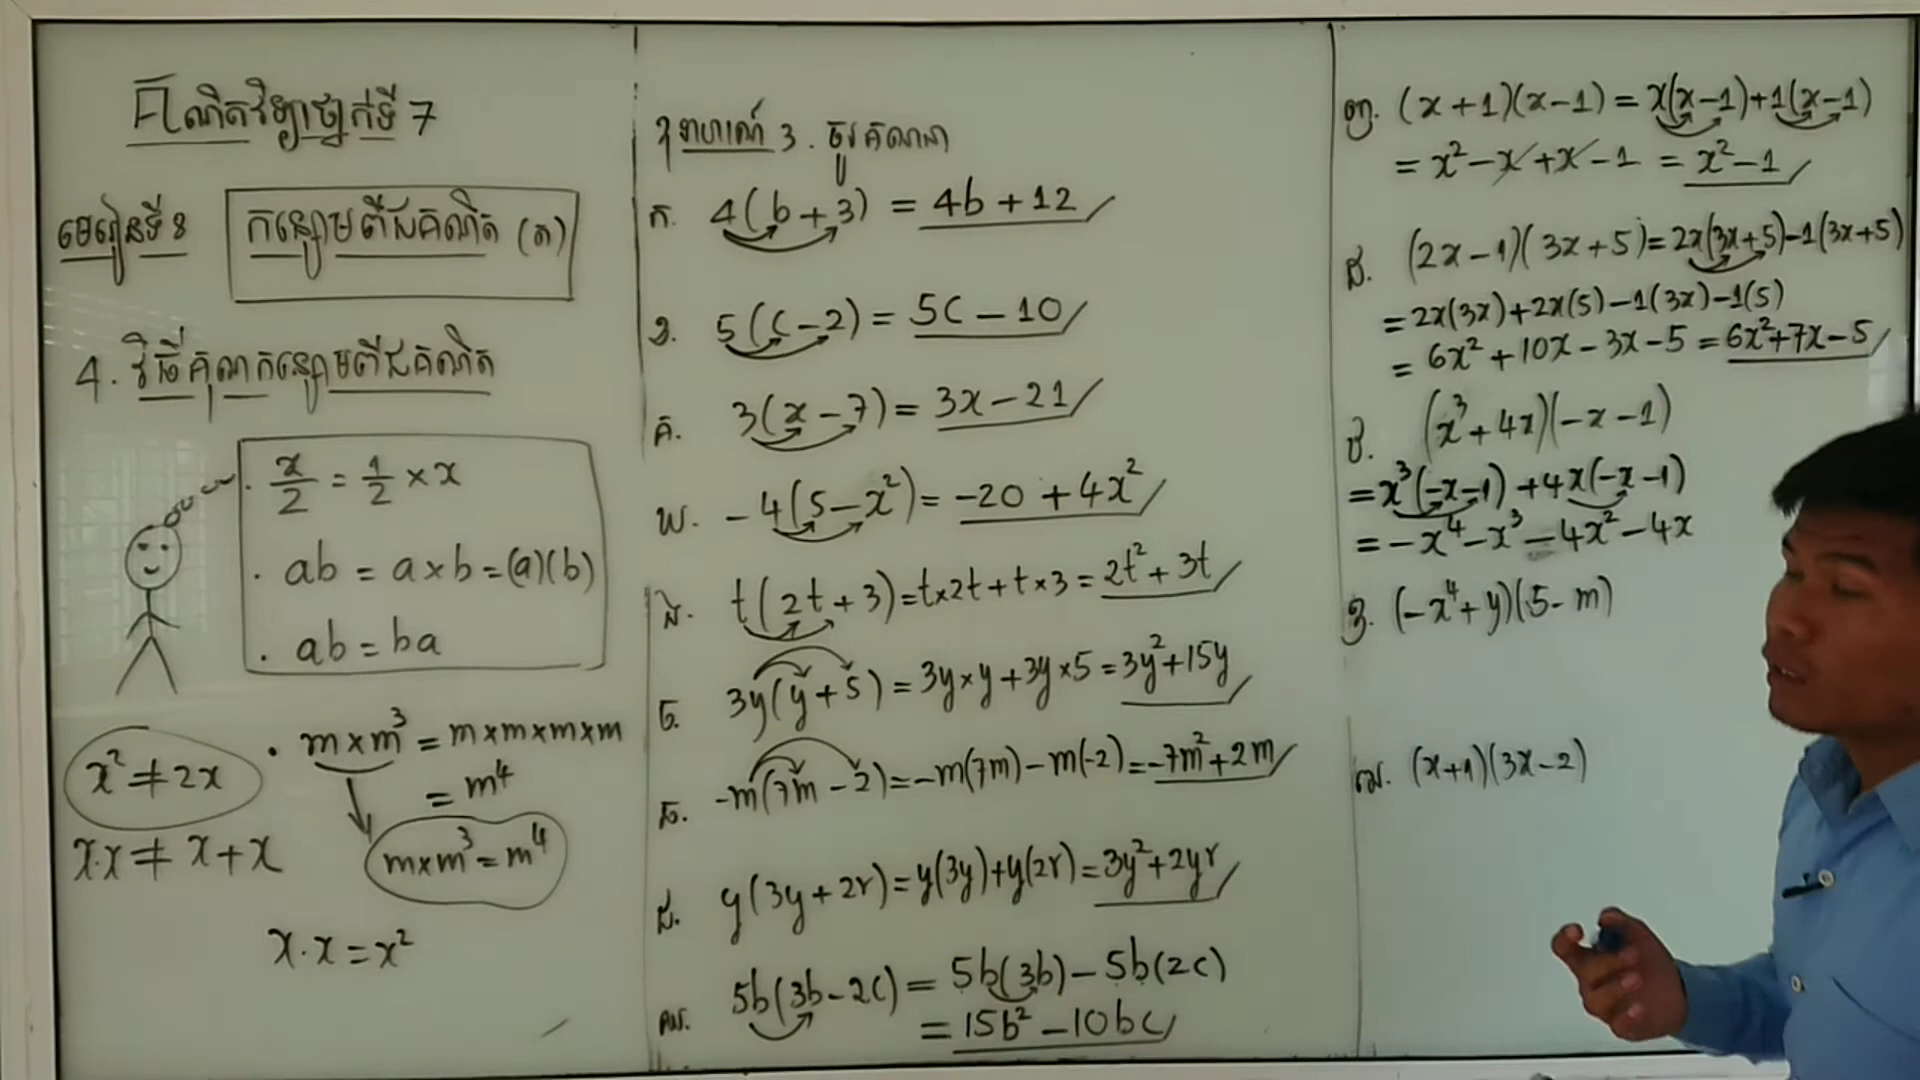 គណិតវិទ្យាថ្នាក់ទី 7
មេរៀនទី 8
កន្សោមពីជគណិត (ត)
4. វិធីគុណកន្សោមពីជគណិត
. x/2 = 1/2 × x
. ab = a×b = (a)(b)
. ab = ba
x² ≠ 2x
x.x ≠ x+x
. m×m³ = m×m×m×m
= m⁴
m×m³ = m⁴
x.x = x²
ឧទាហរណ៍ 3. ចូរគណនា
ក. 4(b+3) = 4b+12
ខ. 5(c-2) = 5c-10
គ. 3(x-7) = 3x-21
ឃ. -4(5-x²) = -20+4x²
ង. t(2t+3) = t×2t+t×3 = 2t²+3t
ច. 3y(y+5) = 3y×y+3y×5 = 3y²+15y
ឆ. -m(7m-2) = -m(7m)-m(-2) = -7m²+2m
ជ. y(3y+2r) = y(3y)+y(2r) = 3y²+2yr
ឈ. 5b(3b-2c) = 5b(3b)-5b(2c)
= 15b²-10bc
ញ. (x+1)(x-1) = x(x-1)+1(x-1)
= x²-x+x-1 = x²-1
ដ. (2x-1)(3x+5) = 2x(3x+5)-1(3x+5)
= 2x(3x)+2x(5)-1(3x)-1(5)
= 6x²+10x-3x-5 = 6x²+7x-5
ឋ. (x³+4x)(-x-1)
= x³(-x-1)+4x(-x-1)
= -x⁴-x³-4x²-4x
ឌ. (-x⁴+y)(5-m)
ឍ. (x+1)(3x-2)